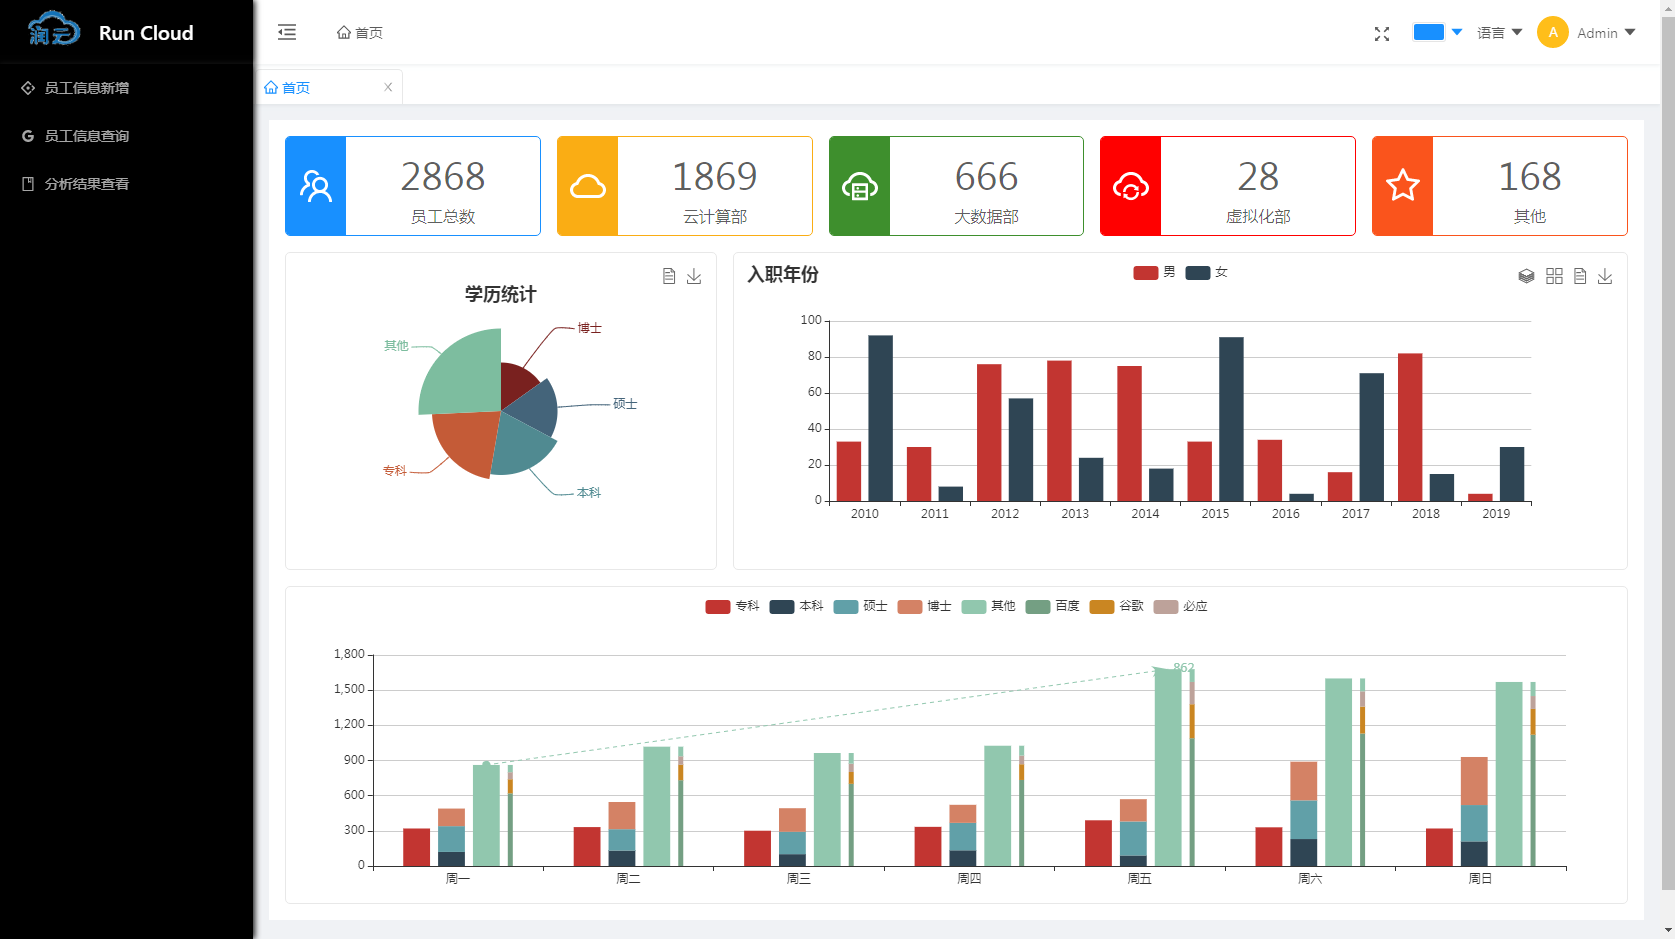 润云
Run Cloud
首页
语言
A
Admin
员工信息新增
员工信息查询
分析结果查看
首页
2868
员工总数
1869
云计算部
666
大数据部
28
虚拟化部
168
其他
学历统计
博士
硕士
本科
专科
其他
入职年份
男 女
100
80
60
40
20
0
2010 2011 2012 2013 2014 2015 2016 2017 2018 2019
专科 本科 硕士 博士 其他 百度 谷歌 必应
1,800
1,500
1,200
900
600
300
0
862
周一 周二 周三 周四 周五 周六 周日